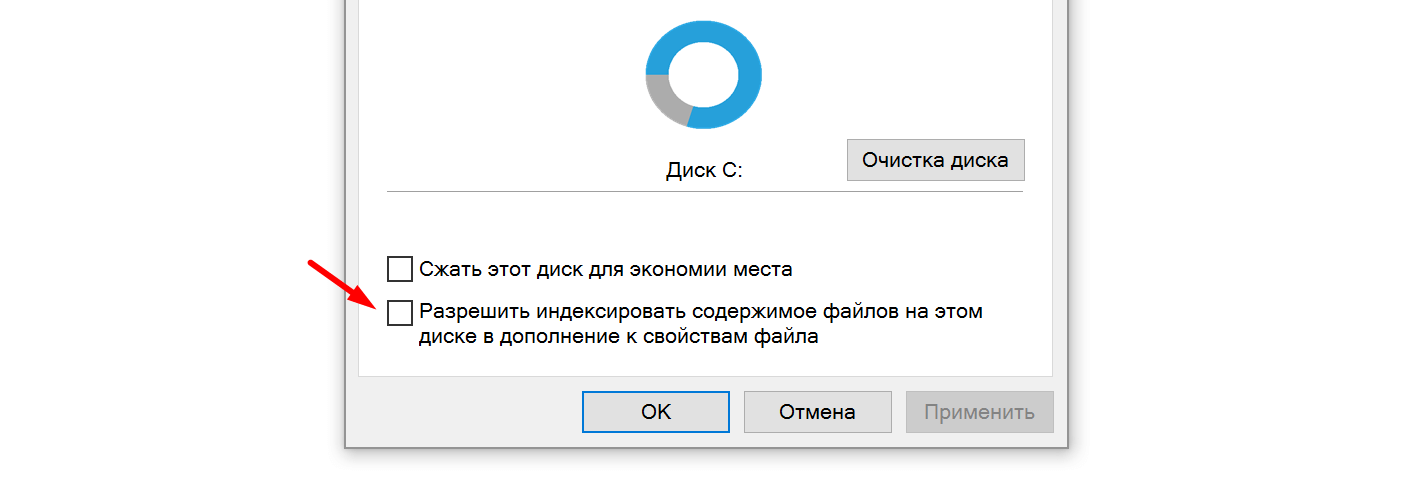 Диск C:
Очистка диска
Сжать этот диск для экономии места
Разрешить индексировать содержимое файлов на этом
диске в дополнение к свойствам файла
OK
Отмена
Применить